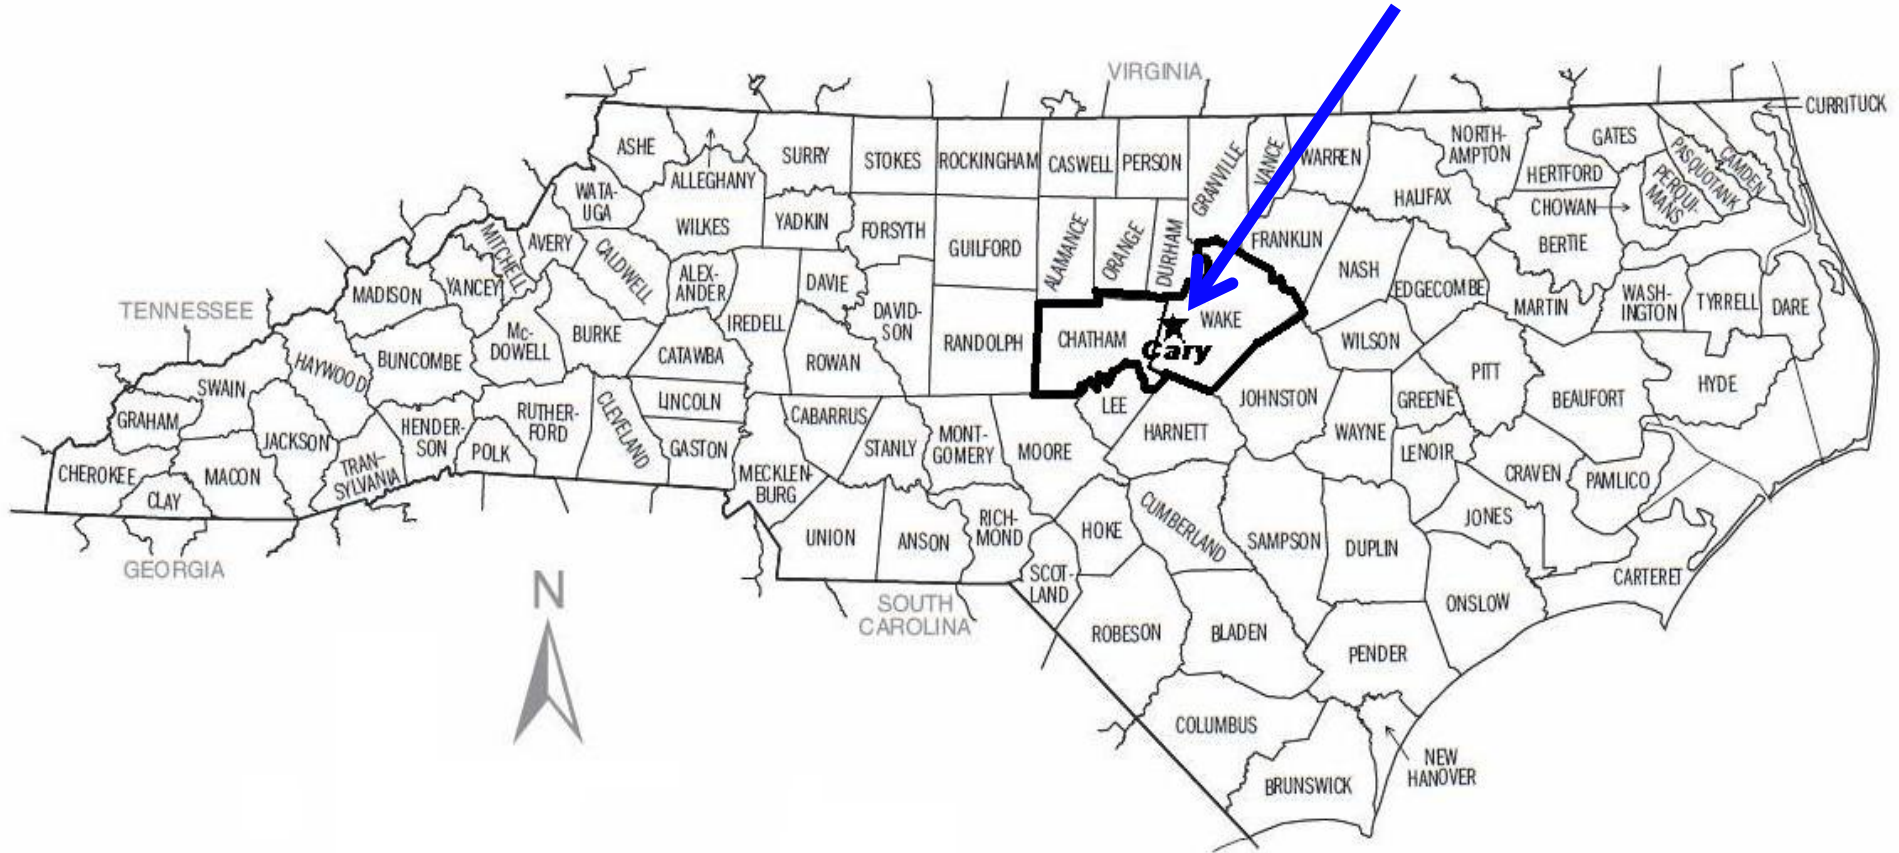 VIRGINIA
CURRITUCK
ASHE
ALLEGHANY
SURRY
STOKES
ROCKINGHAM
CASWELL
PERSON
GRANVILLE
VANCE
WARREN
NORTH-
AMPTON
GATES
HERTFORD
PASQUOTANK
CAMDEN
PERQUI-
MANS
CHOWAN
WATA-
UGA
WILKES
YADKIN
FORSYTH
GUILFORD
ALAMANCE
ORANGE
DURHAM
FRANKLIN
HALIFAX
BERTIE
MITCHELL
AVERY
CALDWELL
ALEX-
ANDER
DAVIE
NASH
EDGECOMBE
MARTIN
WASH-
INGTON
TYRRELL
DARE
TENNESSEE
MADISON
YANCEY
Mc-
DOWELL
BURKE
IREDELL
DAVID-
SON
RANDOLPH
CHATHAM
WAKE
Cary
WILSON
PITT
HYDE
HAYWOOD
BUNCOMBE
CATAWBA
ROWAN
SWAIN
GRAHAM
JACKSON
HENDER-
SON
POLK
RUTHER-
FORD
CLEVELAND
LINCOLN
GASTON
CABARRUS
STANLY
MONT-
GOMERY
MOORE
LEE
HARNETT
JOHNSTON
GREENE
WAYNE
LENOIR
BEAUFORT
CRAVEN
PAMLICO
CHEROKEE
CLAY
MACON
TRAN-
SYLVANIA
MECKLEN-
BURG
UNION
ANSON
RICH-
MOND
HOKE
CUMBERLAND
SAMPSON
DUPLIN
JONES
GEORGIA
SCOT-
LAND
CARTERET
ONSLOW
N
SOUTH
CAROLINA
ROBESON
BLADEN
PENDER
COLUMBUS
NEW
HANOVER
BRUNSWICK